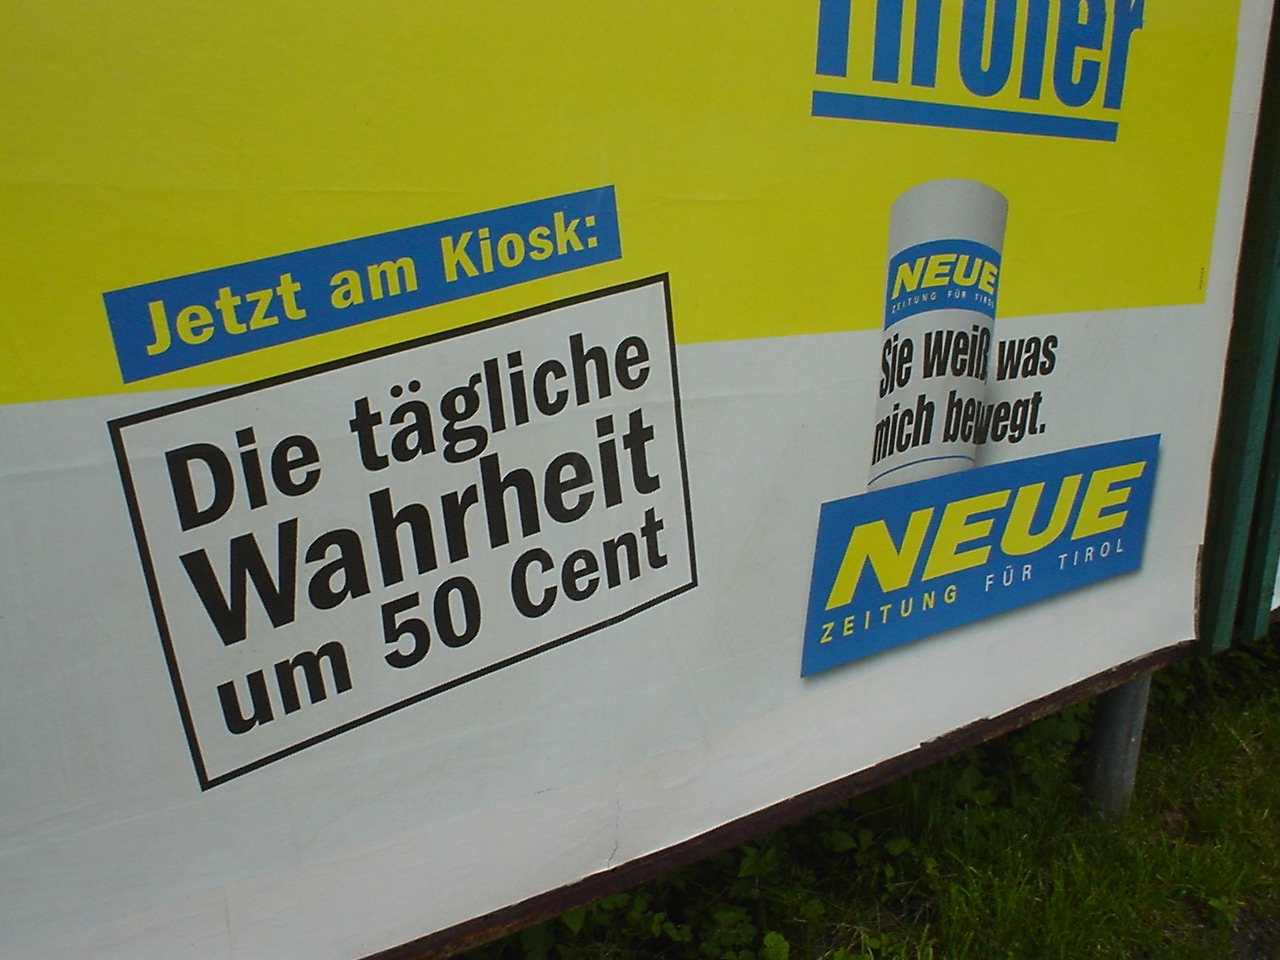 Tiroler
Jetzt am Kiosk:
Die tägliche
Wahrheit
um 50 Cent
NEUE
ZEITUNG FÜR TIROL
Sie weiß was
mich bewegt.
NEUE
ZEITUNG FÜR TIROL